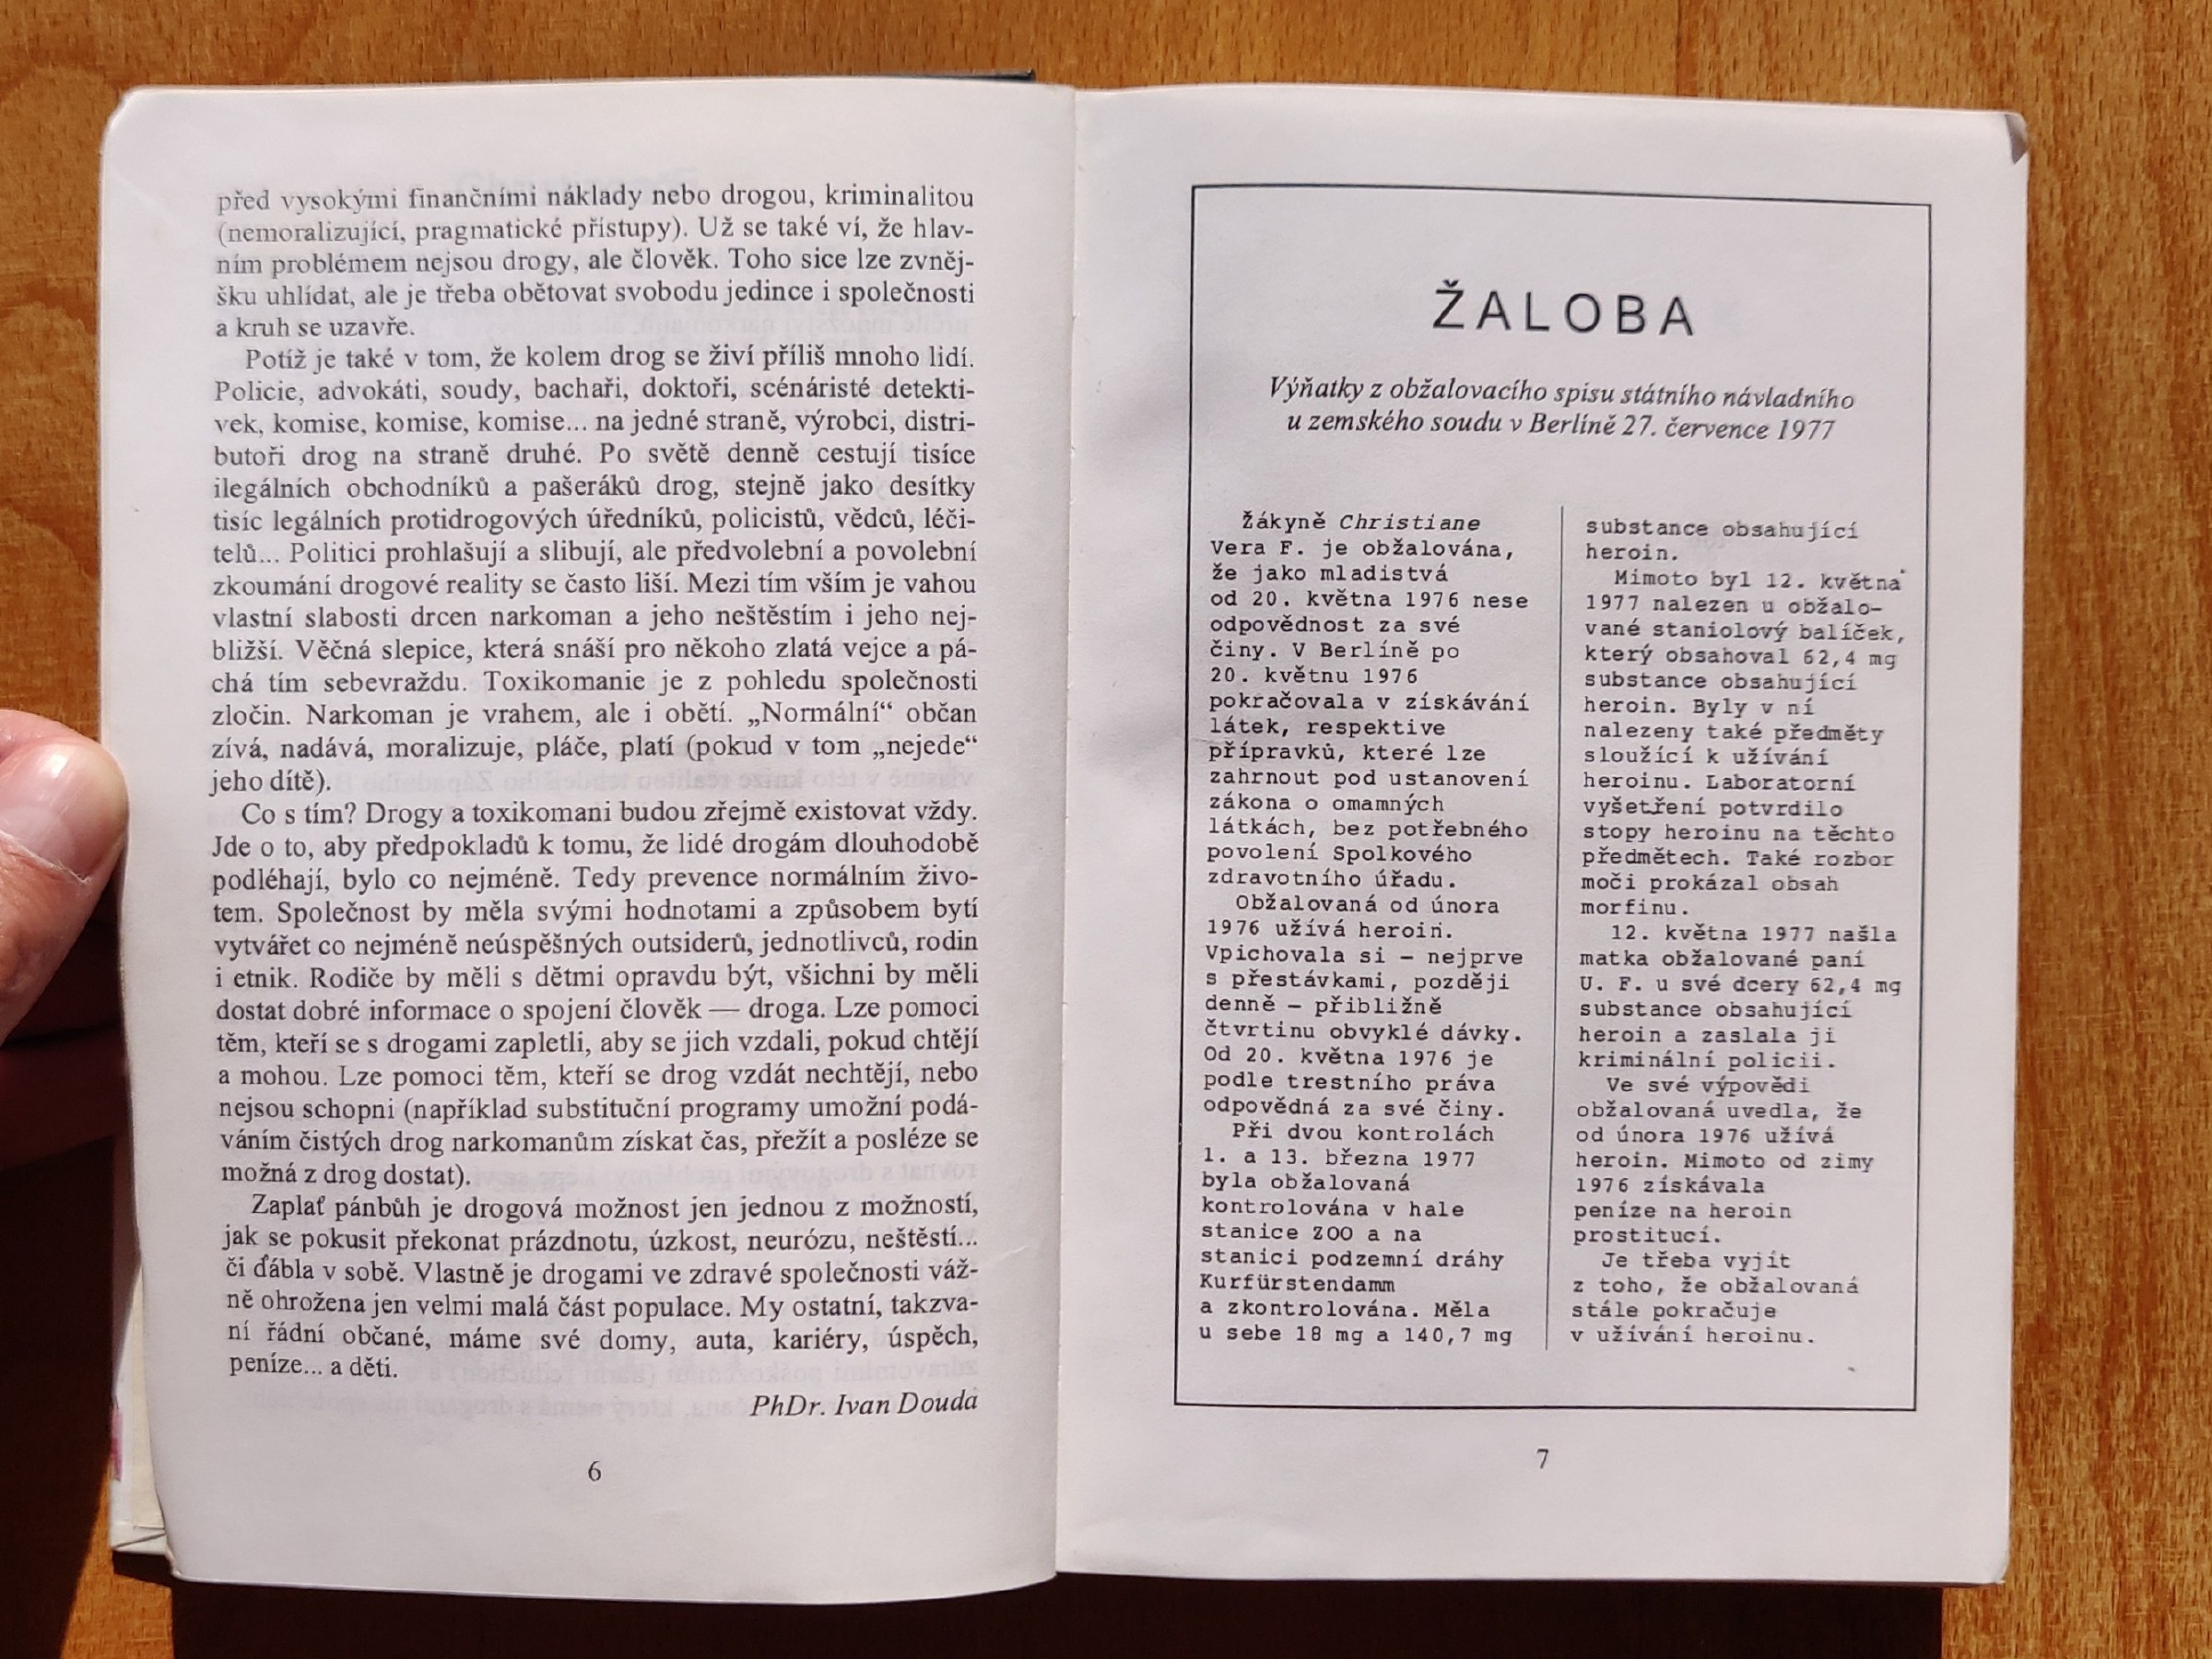 před vysokými finančními náklady nebo drogou, kriminalitou
(nemoralizující, pragmatické přístupy). Už se také ví, že hlav-
ním problémem nejsou drogy, ale člověk. Toho sice lze zvněj-
šku uhlídat, ale je třeba obětovat svobodu jedince i společnosti
a kruh se uzavře.
Potíž je také v tom, že kolem drog se živí příliš mnoho lidí.
Policie, advokáti, soudy, bachaři, doktoři, scénáristé detekti-
vek, komise, komise, komise... na jedné straně, výrobci, distri-
butoři drog na straně druhé. Po světě denně cestují tisíce
ilegálních obchodníků a pašeráků drog, stejně jako desítky
tisíc legálních protidrogových úředníků, policistů, vědců, léči-
telů... Politici prohlašují a slibují, ale předvolební a povolební
zkoumání drogové reality se často liší. Mezi tím vším je vahou
vlastní slabosti drcen narkoman a jeho neštěstím i jeho nej-
bližší. Věčná slepice, která snáší pro někoho zlatá vejce a pá-
chá tím sebevraždu. Toxikomanie je z pohledu společnosti
zločin. Narkoman je vrahem, ale i obětí. „Normální“ občan
zívá, nadává, moralizuje, pláče, platí (pokud v tom „nejede“
jeho dítě).
Co s tím? Drogy a toxikomani budou zřejmě existovat vždy.
Jde o to, aby předpokladů k tomu, že lidé drogám dlouhodobě
podléhají, bylo co nejméně. Tedy prevence normálním živo-
tem. Společnost by měla svými hodnotami a způsobem bytí
vytvářet co nejméně neúspěšných outsiderů, jednotlivců, rodin
i etnik. Rodiče by měli s dětmi opravdu být, všichni by měli
dostat dobré informace o spojení člověk — droga. Lze pomoci
těm, kteří se s drogami zapletli, aby se jich vzdali, pokud chtějí
a mohou. Lze pomoci těm, kteří se drog vzdát nechtějí, nebo
nejsou schopni (například substituční programy umožní podá-
váním čistých drog narkomanům získat čas, přežít a posléze se
možná z drog dostat).
Zaplať pánbůh je drogová možnost jen jednou z možností,
jak se pokusit překonat prázdnotu, úzkost, neurózu, neštěstí...
či ďábla v sobě. Vlastně je drogami ve zdravé společnosti váž-
ně ohrožena jen velmi malá část populace. My ostatní, takzva-
ní řádní občané, máme své domy, auta, kariéry, úspěch,
peníze... a děti.
PhDr. Ivan Douda
6
ŽALOBA
Výňatky z obžalovacího spisu státního návladního
u zemského soudu v Berlíně 27. července 1977
Žákyně Christiane
Vera F. je obžalována,
že jako mladistvá
od 20. května 1976 nese
odpovědnost za své
činy. V Berlíně po
20. květnu 1976
pokračovala v získávání
látek, respektive
přípravků, které lze
zahrnout pod ustanovení
zákona o omamných
látkách, bez potřebného
povolení Spolkového
zdravotního úřadu.
Obžalovaná od února
1976 užívá heroin.
Vpichovala si – nejprve
s přestávkami, později
denně – přibližně
čtvrtinu obvyklé dávky.
Od 20. května 1976 je
podle trestního práva
odpovědná za své činy.
Při dvou kontrolách
1. a 13. března 1977
byla obžalovaná
kontrolována v hale
stanice ZOO a na
stanici podzemní dráhy
Kurfürstendamm
a zkontrolována. Měla
u sebe 18 mg a 140,7 mg
substance obsahující
heroin.
Mimoto byl 12. května
1977 nalezen u obžalo-
vané staniolový balíček,
který obsahoval 62,4 mg
substance obsahující
heroin. Byly v ní
nalezeny také předměty
sloužící k užívání
heroinu. Laboratorní
vyšetření potvrdilo
stopy heroinu na těchto
předmětech. Také rozbor
moči prokázal obsah
morfinu.
12. května 1977 našla
matka obžalované paní
U. F. u své dcery 62,4 mg
substance obsahující
heroin a zaslala ji
kriminální policii.
Ve své výpovědi
obžalovaná uvedla, že
od února 1976 užívá
heroin. Mimoto od zimy
1976 získávala
peníze na heroin
prostitucí.
Je třeba vyjít
z toho, že obžalovaná
stále pokračuje
v užívání heroinu.
7